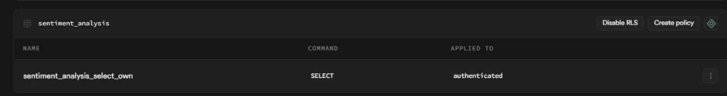 sentiment_analysis Disable RLS Create policy
NAME COMMAND APPLIED TO
sentiment_analysis_select_own SELECT authenticated